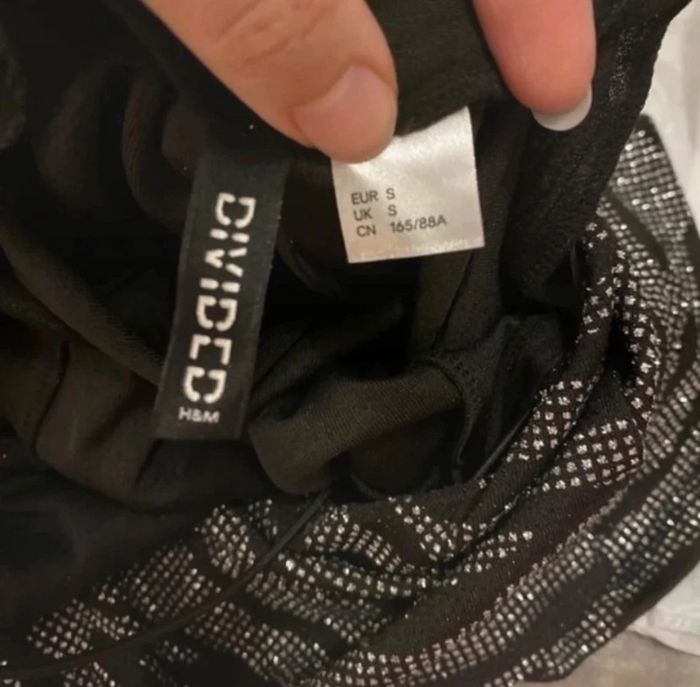 DIVIDED
H&M
EUR S
UK S
CN 165/88A